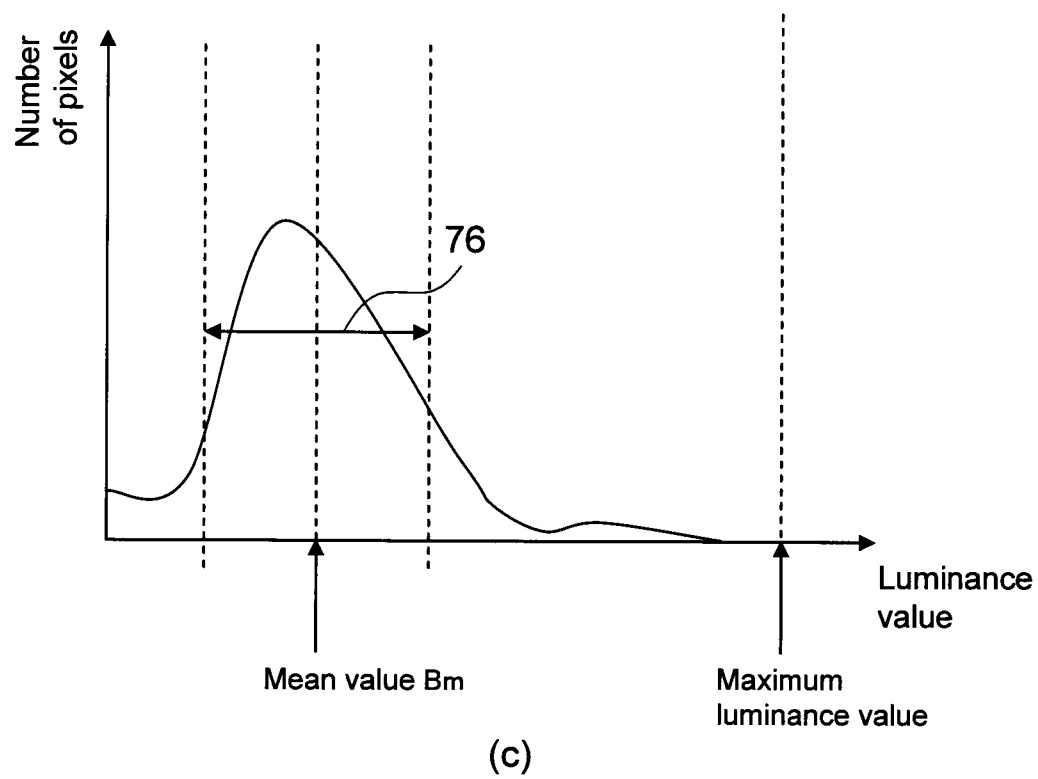 Number
of pixels
76
Luminance
value
Mean value Bm
Maximum
luminance value
(c)